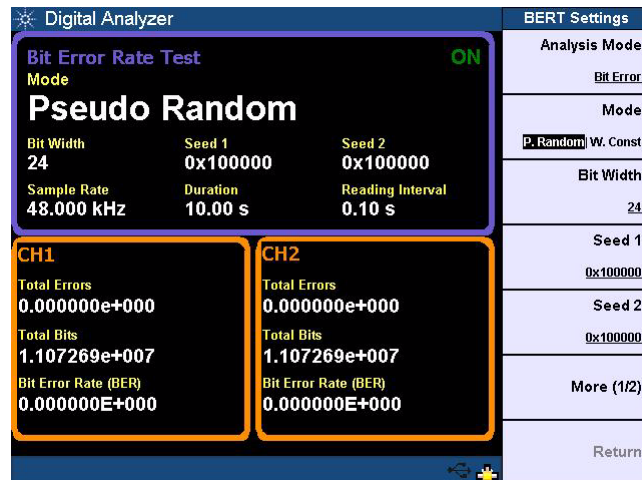 Digital Analyzer
Bit Error Rate Test ON
Mode
Pseudo Random
Bit Width Seed 1 Seed 2
24 0x100000 0x100000
Sample Rate Duration Reading Interval
48.000 kHz 10.00 s 0.10 s
CH1
Total Errors
0.000000e+000
Total Bits
1.107269e+007
Bit Error Rate (BER)
0.000000E+000
CH2
Total Errors
0.000000e+000
Total Bits
1.107269e+007
Bit Error Rate (BER)
0.000000E+000
BERT Settings
Analysis Mode
Bit Error
Mode
P. Random| W. Const
Bit Width
24
Seed 1
0x100000
Seed 2
0x100000
More (1/2)
Return